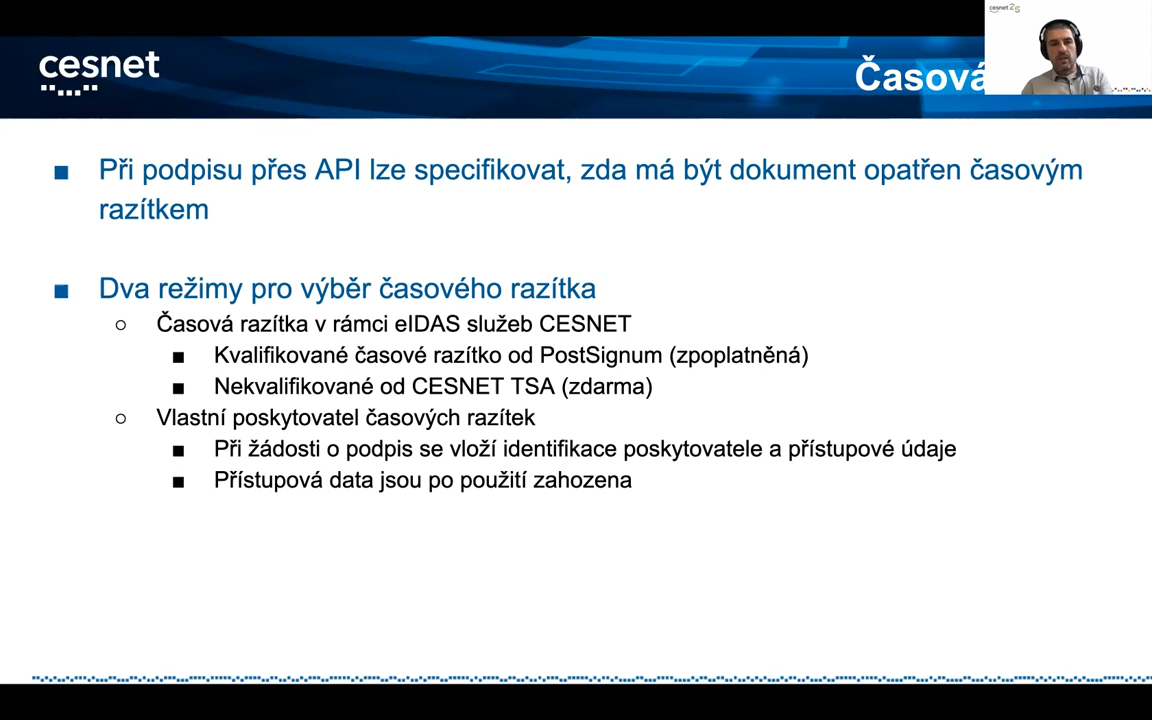 cesnet
cesnet
Časová
Při podpisu přes API lze specifikovat, zda má být dokument opatřen časovým
razítkem
Dva režimy pro výběr časového razítka
Časová razítka v rámci eIDAS služeb CESNET
Kvalifikované časové razítko od PostSignum (zpoplatněná)
Nekvalifikované od CESNET TSA (zdarma)
Vlastní poskytovatel časových razítek
Při žádosti o podpis se vloží identifikace poskytovatele a přístupové údaje
Přístupová data jsou po použití zahozena